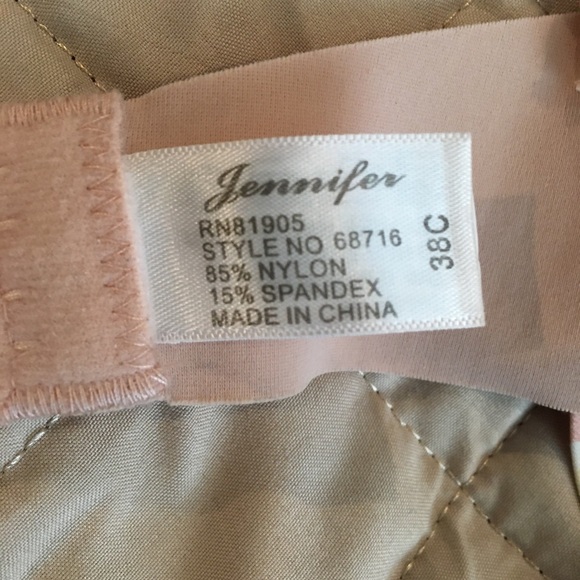 Jennifer
RN81905
STYLE NO 68716
85% NYLON
15% SPANDEX
MADE IN CHINA
38C